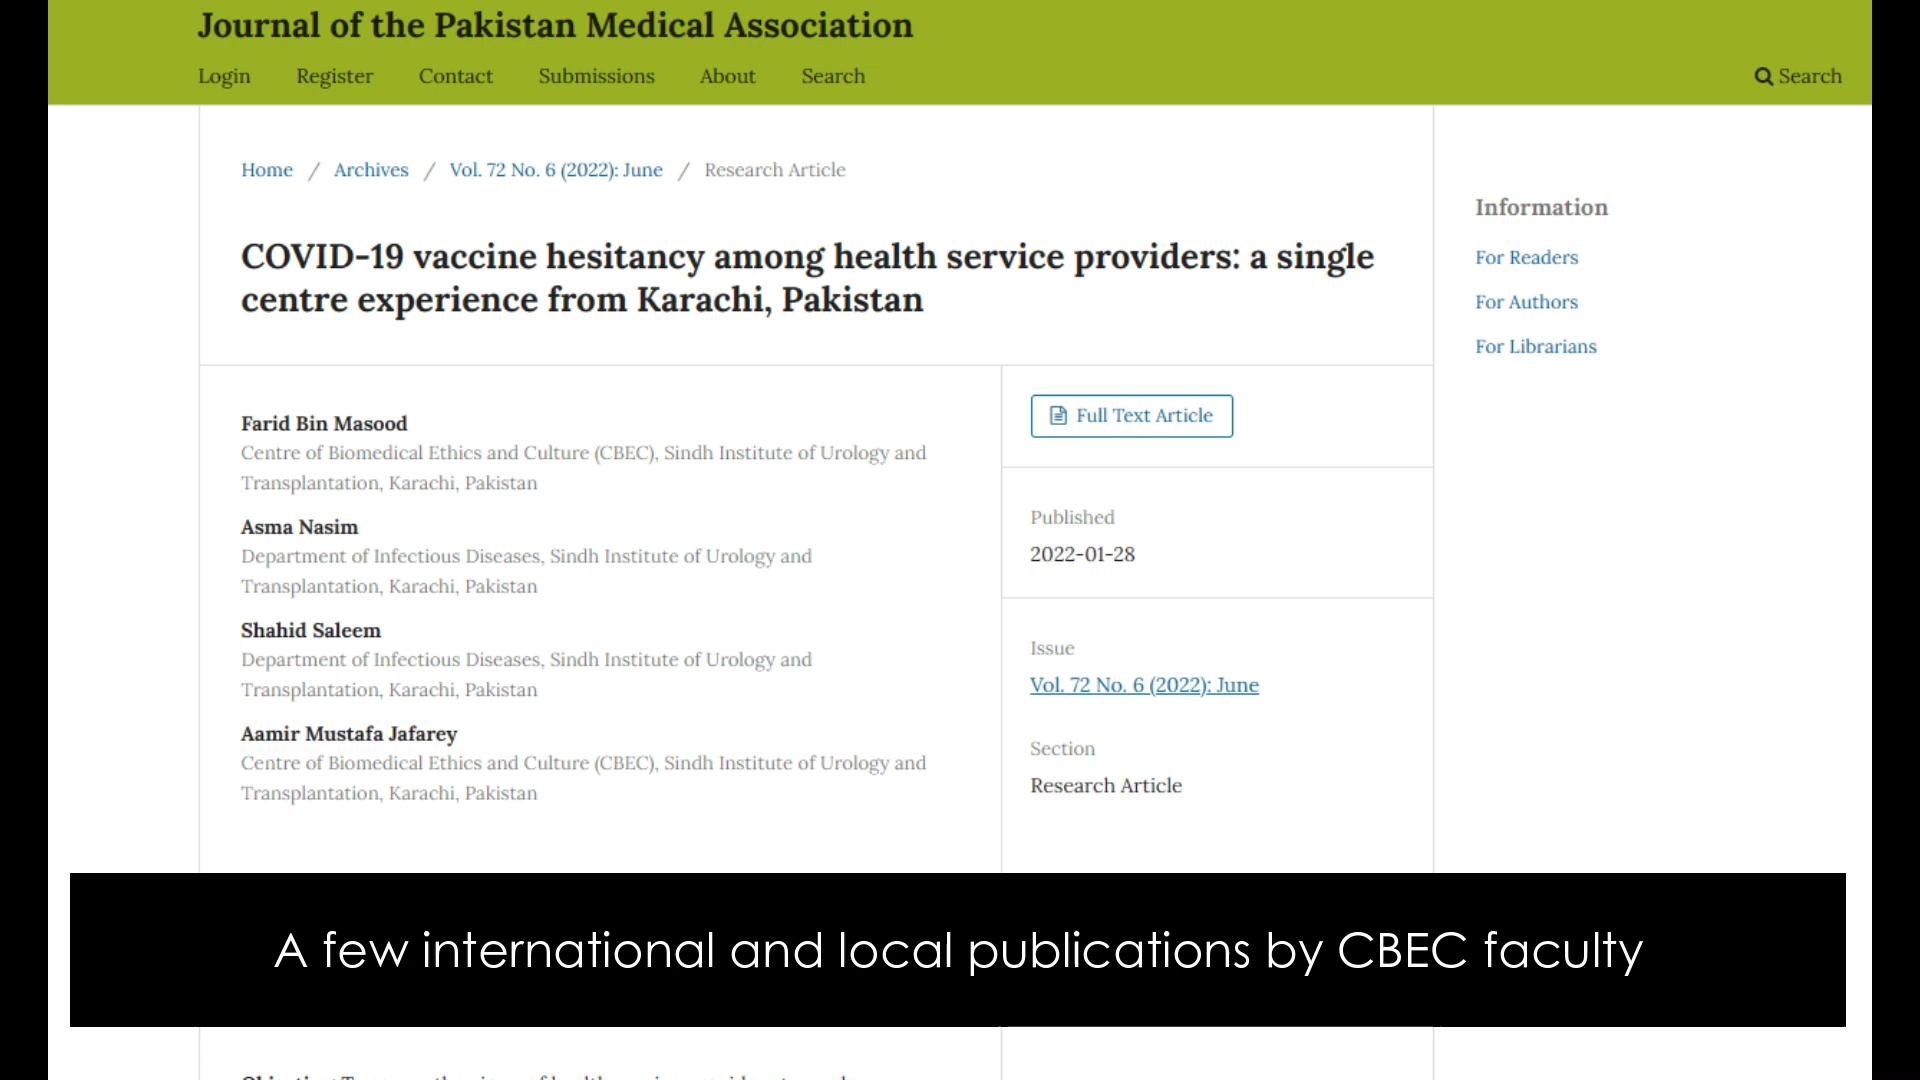 Journal of the Pakistan Medical Association
Login Register Contact Submissions About Search
Search
Home / Archives / Vol. 72 No. 6 (2022): June / Research Article
COVID-19 vaccine hesitancy among health service providers: a single
centre experience from Karachi, Pakistan
Farid Bin Masood
Centre of Biomedical Ethics and Culture (CBEC), Sindh Institute of Urology and
Transplantation, Karachi, Pakistan
Asma Nasim
Department of Infectious Diseases, Sindh Institute of Urology and
Transplantation, Karachi, Pakistan
Shahid Saleem
Department of Infectious Diseases, Sindh Institute of Urology and
Transplantation, Karachi, Pakistan
Aamir Mustafa Jafarey
Centre of Biomedical Ethics and Culture (CBEC), Sindh Institute of Urology and
Transplantation, Karachi, Pakistan
Full Text Article
Published
2022-01-28
Issue
Vol. 72 No. 6 (2022): June
Section
Research Article
Information
For Readers
For Authors
For Librarians
A few international and local publications by CBEC faculty